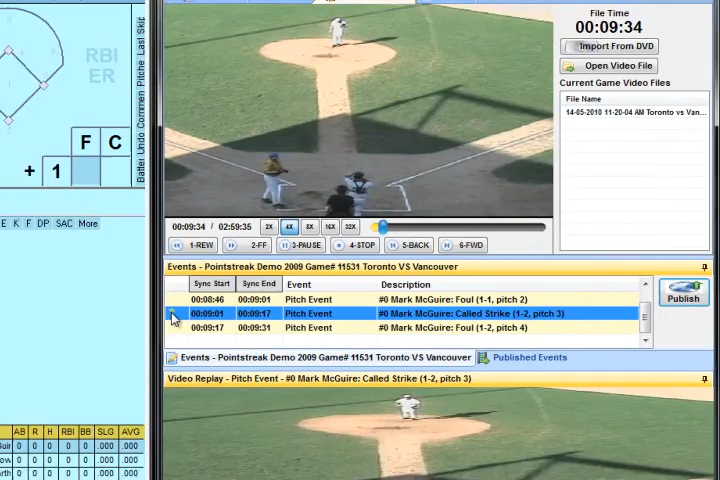 File Time
00:09:34
Import From DVD
Open Video File
Current Game Video Files
File Name
14-05-2010 11-20-04 AM Toronto vs Van...
RBI
ER
F C
+ 1
Batter Undo Commen Pitche Last Skip
E K F DP SAC More
00:09:34 / 02:59:35 2X 4X 8X 16X 32X
1-REW 2-FF 3-PAUSE 4-STOP 5-BACK 6-FWD
Events - Pointstreak Demo 2009 Game# 11531 Toronto VS Vancouver
Sync Start Sync End Event Description
00:08:46 00:09:01 Pitch Event #0 Mark McGuire: Foul (1-1, pitch 2)
00:09:01 00:09:17 Pitch Event #0 Mark McGuire: Called Strike (1-2, pitch 3)
00:09:17 00:09:31 Pitch Event #0 Mark McGuire: Foul (1-2, pitch 4)
Publish
Events - Pointstreak Demo 2009 Game# 11531 Toronto VS Vancouver Published Events
Video Replay - Pitch Event - #0 Mark McGuire: Called Strike (1-2, pitch 3)
AB R H RBI BB SLG AVG
Guir 0 0 0 0 0 .000 .000
ow 0 0 0 0 0 .000 .000
arth 0 0 0 0 0 .000 .000